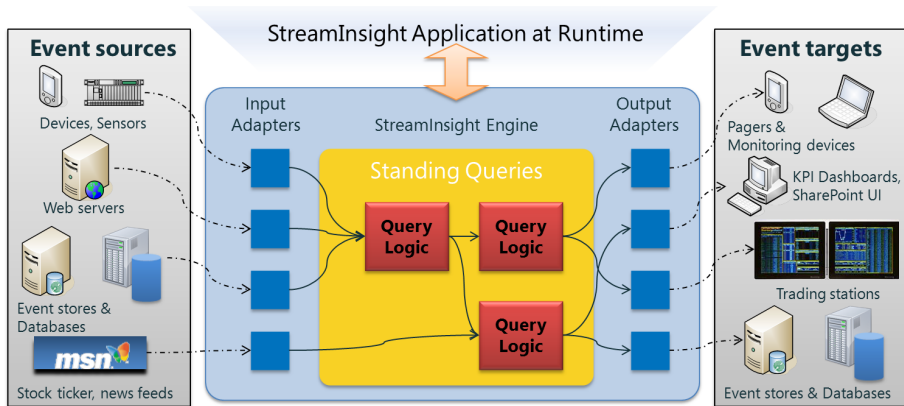 StreamInsight Application at Runtime
Event sources
Devices, Sensors
Web servers
Event stores &
Databases
msn
Stock ticker, news feeds
Input
Adapters
StreamInsight Engine
Output
Adapters
Standing Queries
Query
Logic
Query
Logic
Query
Logic
Event targets
Pagers &
Monitoring devices
KPI Dashboards,
SharePoint UI
Trading stations
Event stores & Databases